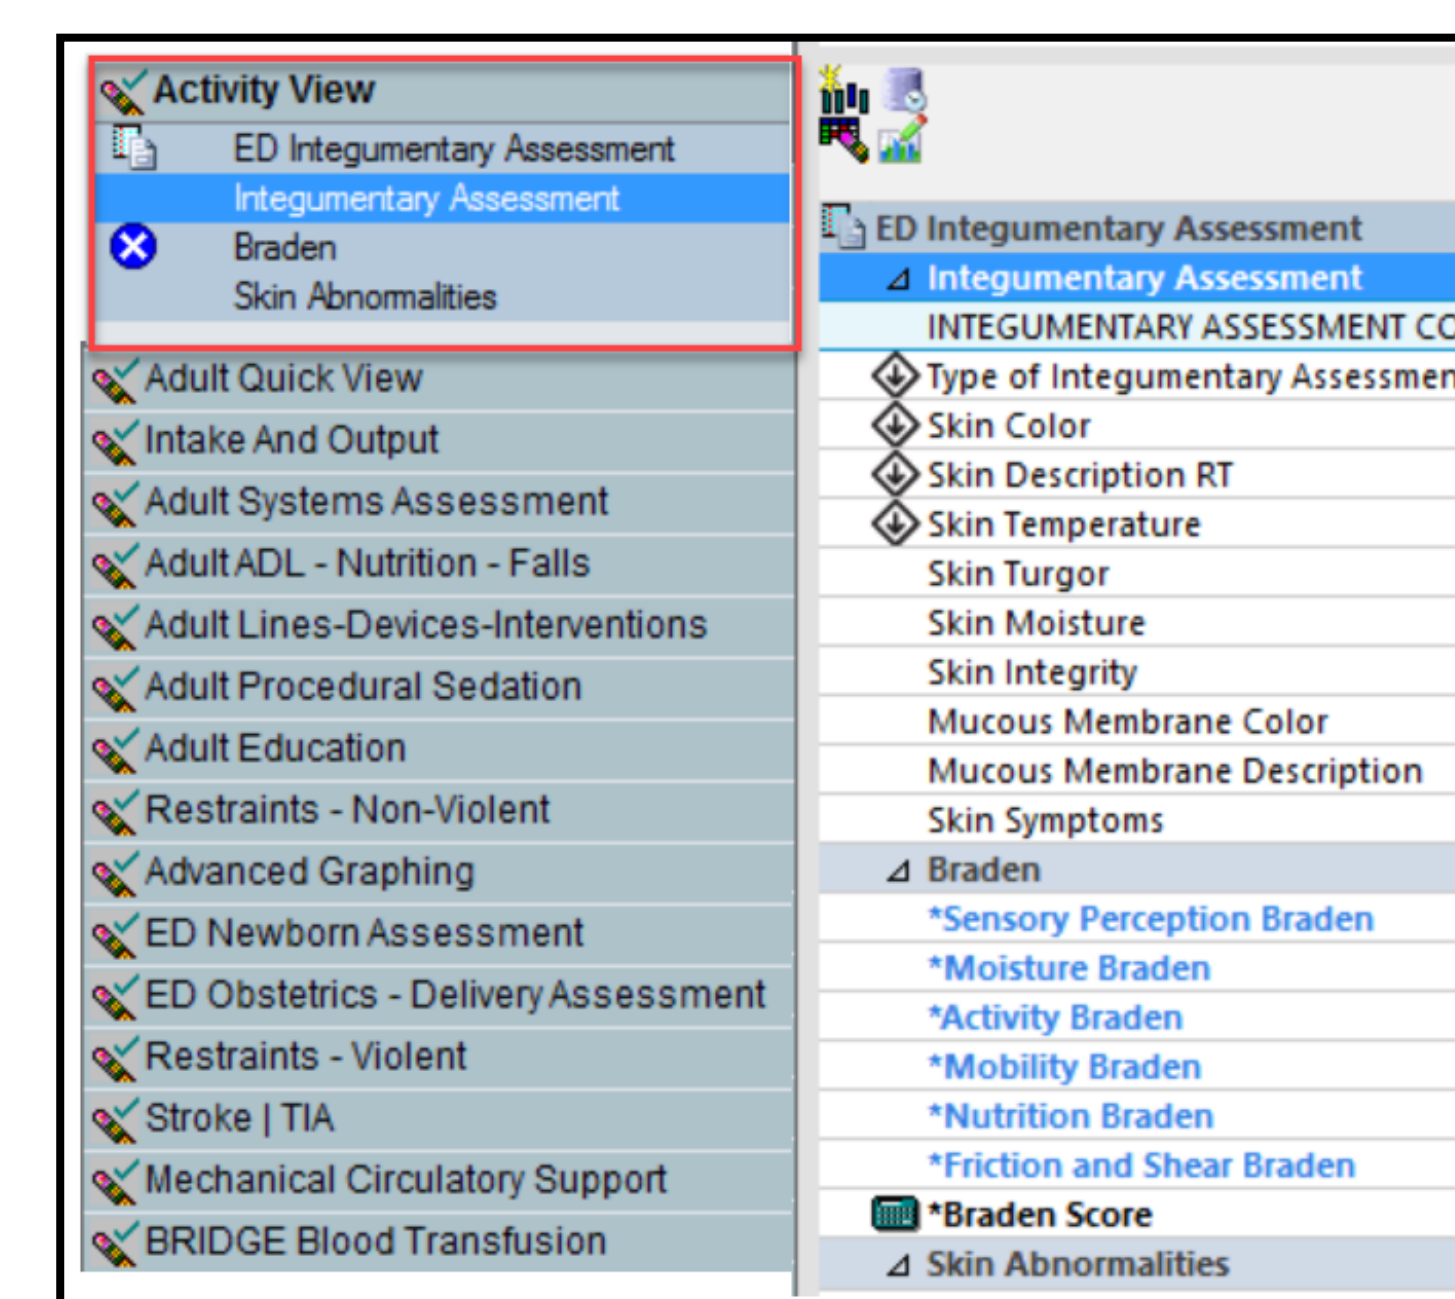 Activity View
ED Integumentary Assessment
Integumentary Assessment
Braden
Skin Abnormalities
Adult Quick View
Intake And Output
Adult Systems Assessment
Adult ADL - Nutrition - Falls
Adult Lines-Devices-Interventions
Adult Procedural Sedation
Adult Education
Restraints - Non-Violent
Advanced Graphing
ED Newborn Assessment
ED Obstetrics - Delivery Assessment
Restraints - Violent
Stroke | TIA
Mechanical Circulatory Support
BRIDGE Blood Transfusion
ED Integumentary Assessment
Integumentary Assessment
INTEGUMENTARY ASSESSMENT CO
Type of Integumentary Assessmen
Skin Color
Skin Description RT
Skin Temperature
Skin Turgor
Skin Moisture
Skin Integrity
Mucous Membrane Color
Mucous Membrane Description
Skin Symptoms
Braden
*Sensory Perception Braden
*Moisture Braden
*Activity Braden
*Mobility Braden
*Nutrition Braden
*Friction and Shear Braden
*Braden Score
Skin Abnormalities